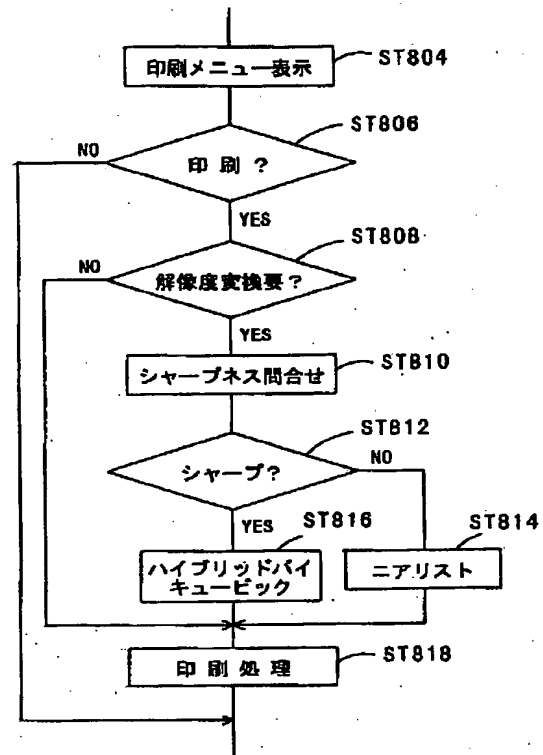 印刷メニュー表示
ST804
ST806
印刷？
NO
YES
ST808
解像度変換要？
NO
YES
ST810
シャープネス問合せ
ST812
シャープ？
NO
YES
ST816
ST814
ハイブリッドバイ
キュービック
ニアリスト
ST818
印刷処理